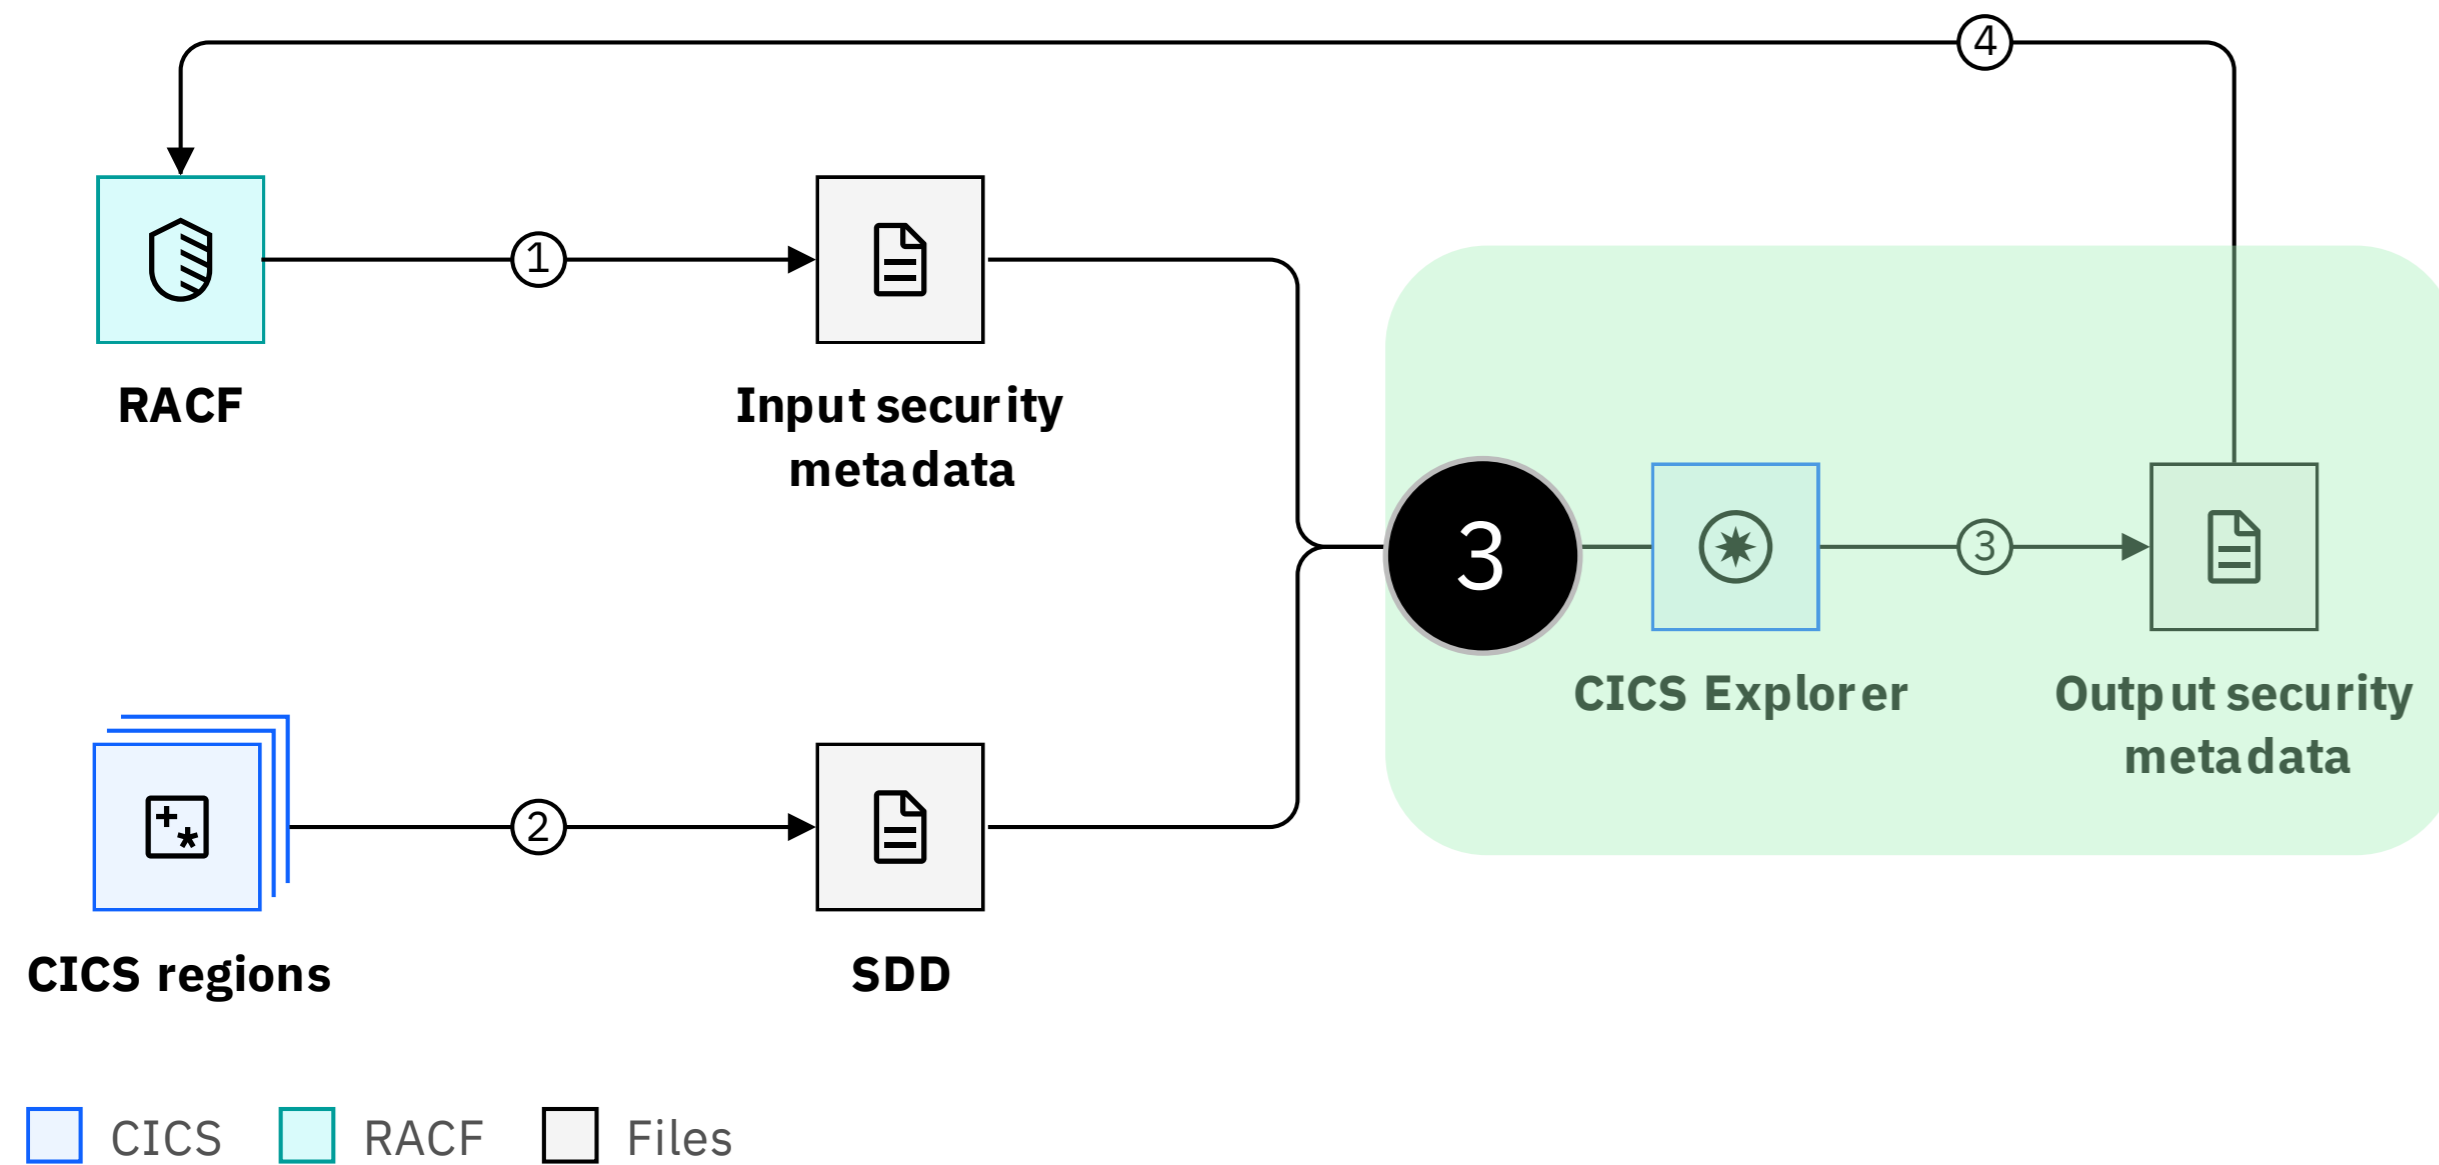 4
1
RACF
Input security
metadata
3
3
CICS Explorer
Output security
metadata
2
CICS regions
SDD
CICS
RACF
Files